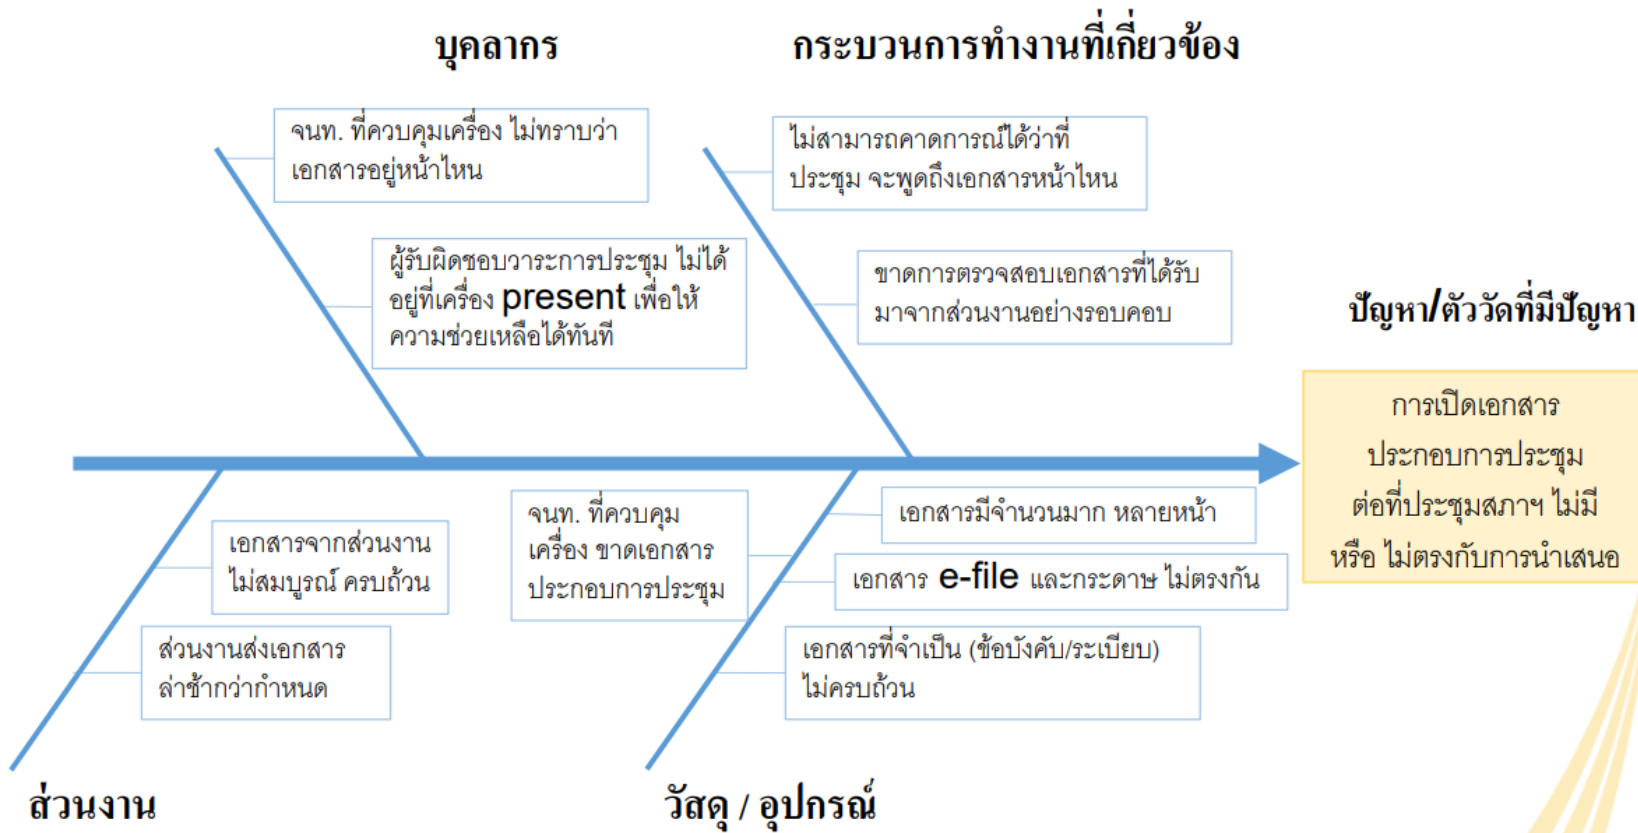 บุคลากร
กระบวนการทำงานที่เกี่ยวข้อง
จนท. ที่ควบคุมเครื่อง ไม่ทราบว่า
เอกสารอยู่หน้าไหน
ผู้รับผิดชอบวาระการประชุม ไม่ได้
อยู่ที่เครื่อง present เพื่อให้
ความช่วยเหลือได้ทันที
ไม่สามารถคาดการณ์ได้ว่าที่
ประชุม จะพูดถึงเอกสารหน้าไหน
ขาดการตรวจสอบเอกสารที่ได้รับ
มาจากส่วนงานอย่างรอบคอบ
ปัญหา/ตัววัดที่มีปัญหา
การเปิดเอกสาร
ประกอบการประชุม
ต่อที่ประชุมสภาฯ ไม่มี
หรือ ไม่ตรงกับการนำเสนอ
เอกสารจากส่วนงาน
ไม่สมบูรณ์ ครบถ้วน
ส่วนงานส่งเอกสาร
ล่าช้ากว่ากำหนด
จนท. ที่ควบคุม
เครื่อง ขาดเอกสาร
ประกอบการประชุม
เอกสารมีจำนวนมาก หลายหน้า
เอกสาร e-file และกระดาษ ไม่ตรงกัน
เอกสารที่จำเป็น (ข้อบังคับ/ระเบียบ)
ไม่ครบถ้วน
ส่วนงาน
วัสดุ / อุปกรณ์